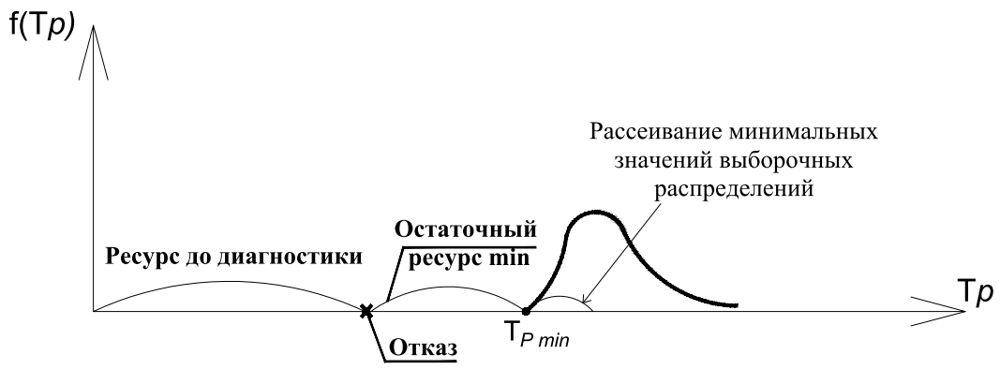 f(Tp)
Рассеивание минимальных
значений выборочных
распределений
Остаточный
ресурс min
Ресурс до диагностики
Tp
TP min
Отказ